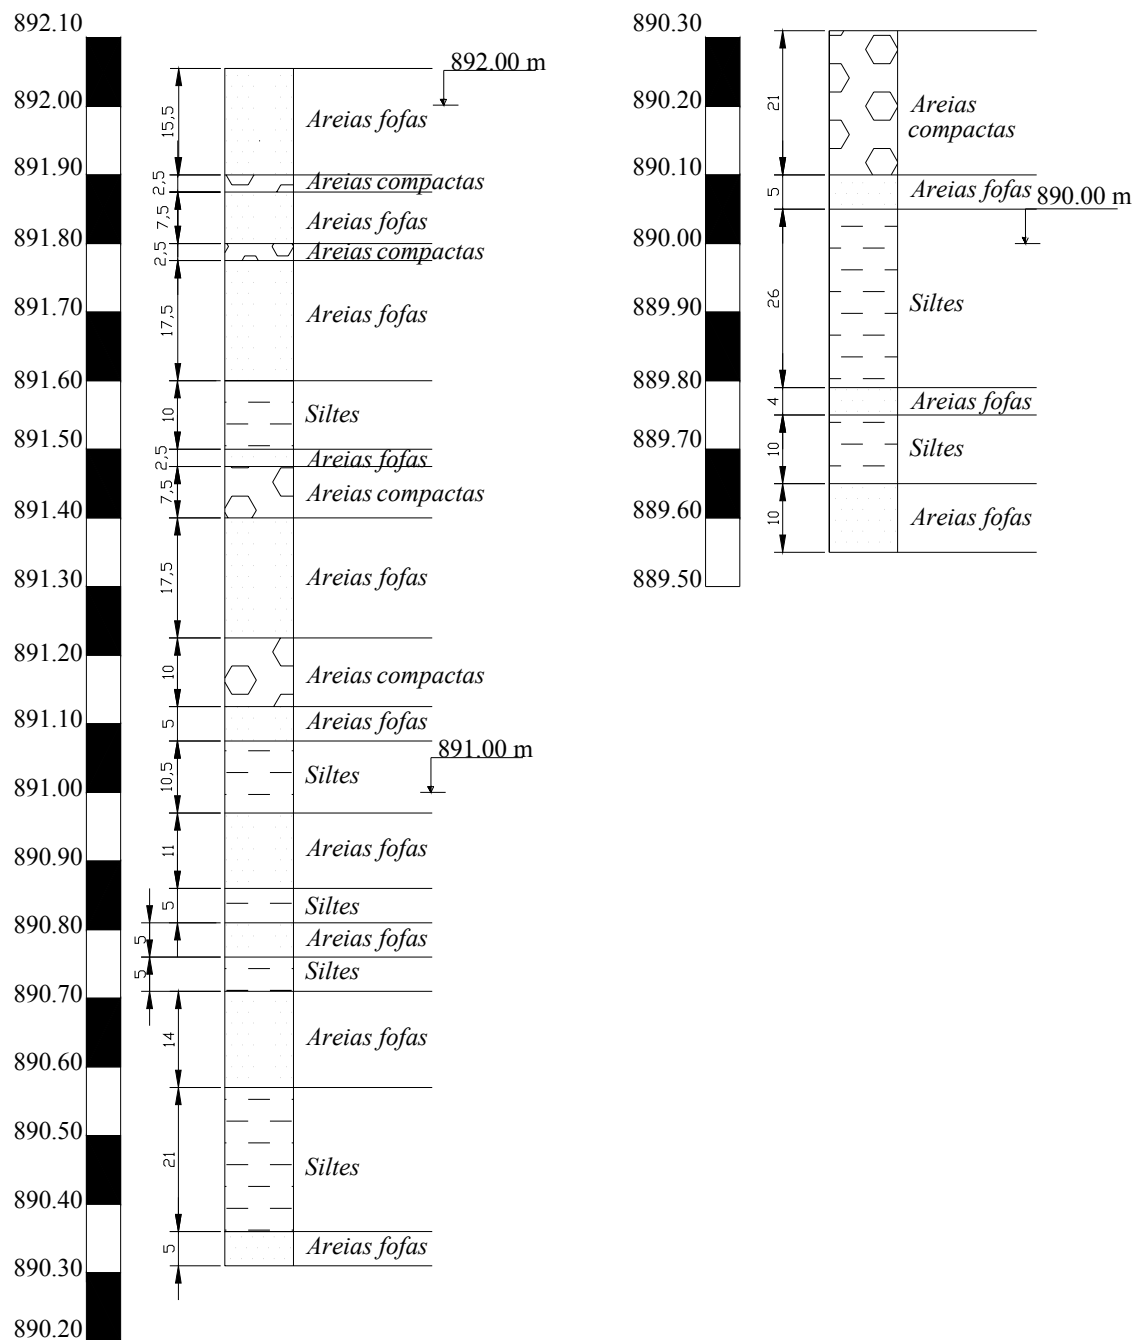 892.10
892.00
891.90
891.80
891.70
891.60
891.50
891.40
891.30
891.20
891.10
891.00
890.90
890.80
890.70
890.60
890.50
890.40
890.30
890.20
892.00 m
15,5
Areias fofas
2,5
Areias compactas
7,5
Areias fofas
2,5
Areias compactas
17,5
Areias fofas
10
Siltes
2,5
Areias fofas
7,5
Areias compactas
17,5
Areias fofas
10
Areias compactas
5
Areias fofas
891.00 m
10,5
Siltes
11
Areias fofas
5
Siltes
5
Areias fofas
5
Siltes
14
Areias fofas
21
Siltes
5
Areias fofas
890.30
890.20
890.10
890.00
889.90
889.80
889.70
889.60
889.50
21
Areias
compactas
5
Areias fofas
890.00 m
26
Siltes
4
Areias fofas
10
Siltes
10
Areias fofas